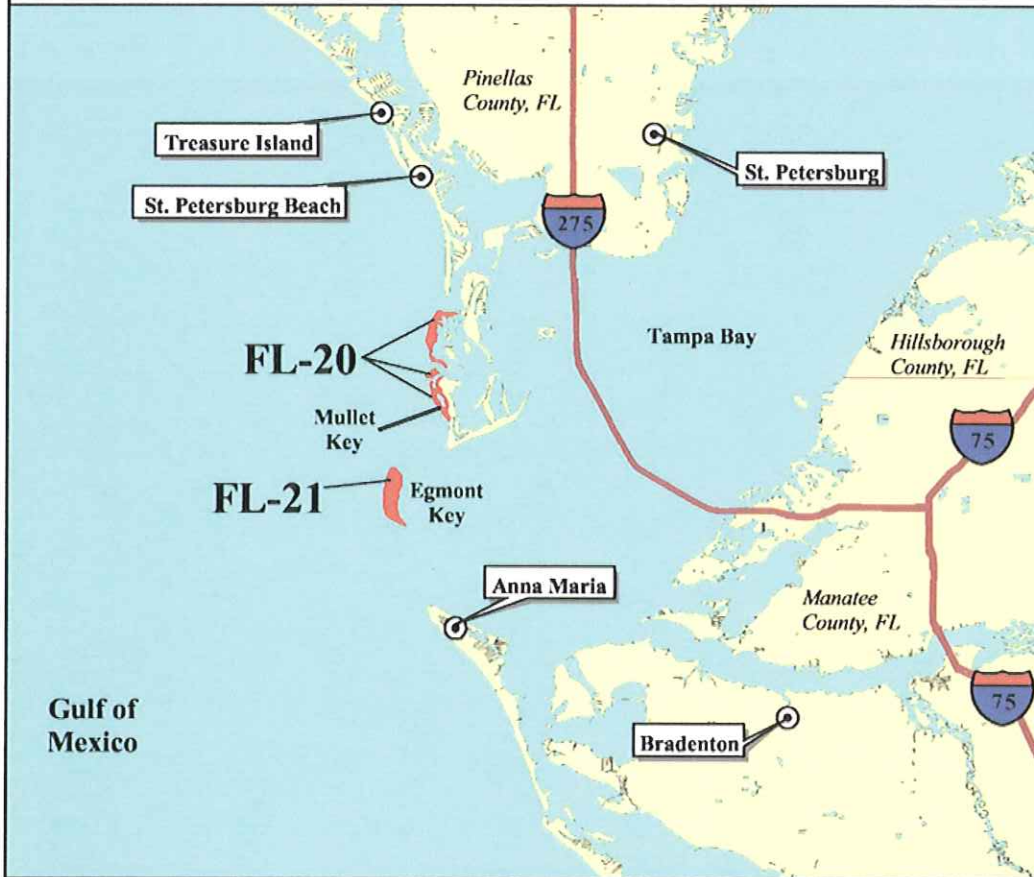 Pinellas
County, FL
Treasure Island
St. Petersburg
St. Petersburg Beach
275
Tampa Bay
Hillsborough
County, FL
FL-20
75
Mullet
Key
FL-21
Egmont
Key
Anna Maria
Manatee
County, FL
75
Gulf of
Mexico
Bradenton